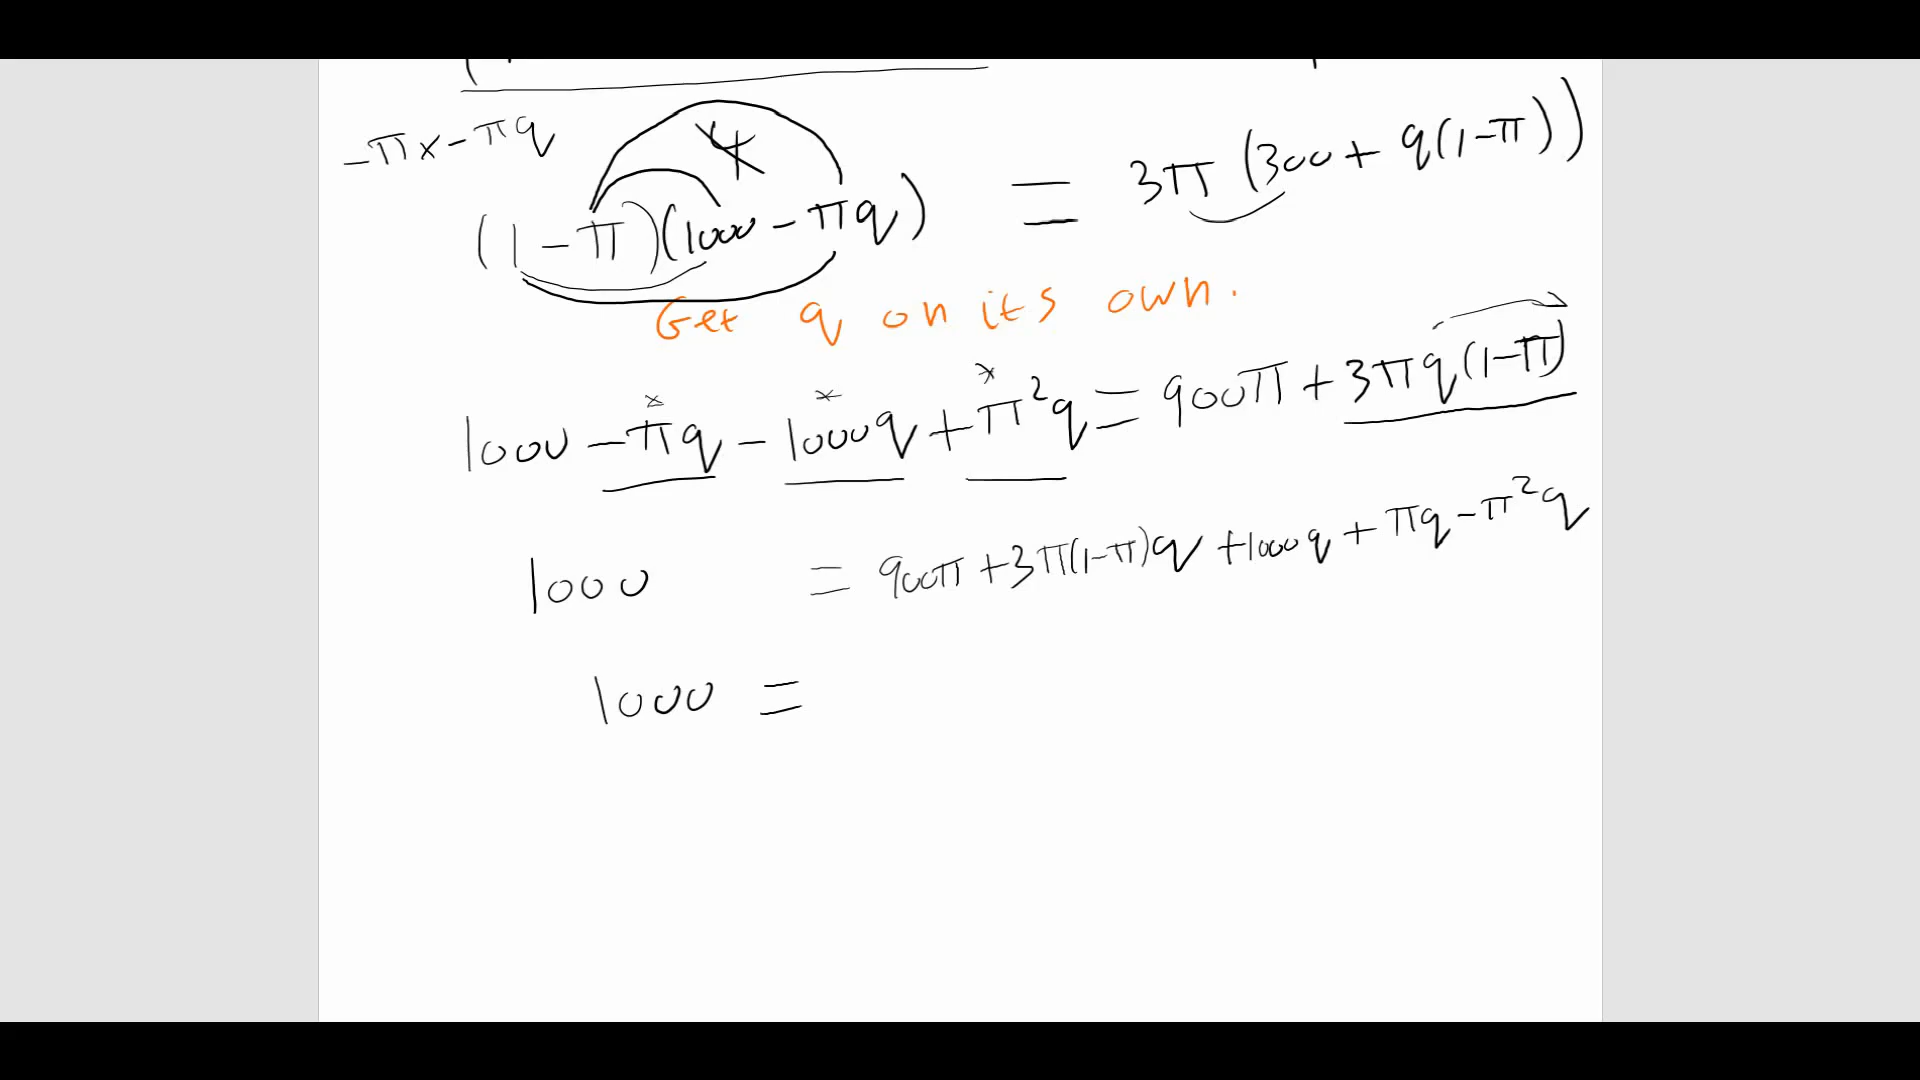 -πx-πq
(1-π)(1000-πq) = 3π(300+q(1-π))
Get q on its own.
1000-πq-1000q+π²q=900π+3πq(1-π)
1000 = 900π+3π(1-π)q+1000q+πq-π²q
1000 =